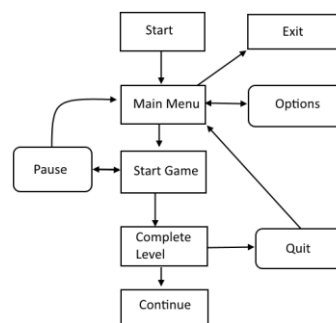 Start
Exit
Main Menu
Options
Pause
Start Game
Complete
Level
Quit
Continue